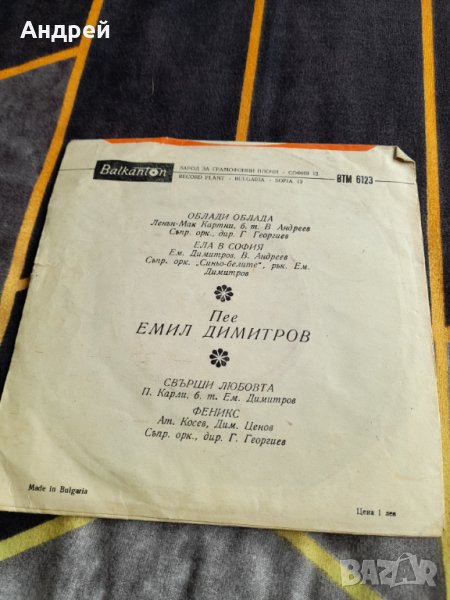 Андрей
Balkanton
ЗАВОД ЗА ГРАМОФОННИ ПЛОЧИ - СОФИЯ 12
RECORD PLANT - BULGARIA - SOFIA 12
ВТМ 6123
ОБЛАДИ ОБЛАДА
Ленън-Мак Картни, б. т. В Андреев
Съпр. орк., дир. Г Георгиев
ЕЛА В СОФИЯ
Ем. Димитров, В. Андреев
Съпр. орк. „Синьо-белите", рък. Ем.
Димитров
Пее
ЕМИЛ ДИМИТРОВ
СВЪРШИ ЛЮБОВТА
П. Карли, б. т. Ем. Димитров
ФЕНИКС
Ат. Косев, Дим. Ценов
Съпр. орк., дир. Г. Георгиев
Made in Bulgaria
Цена 1 лев
BAZAR